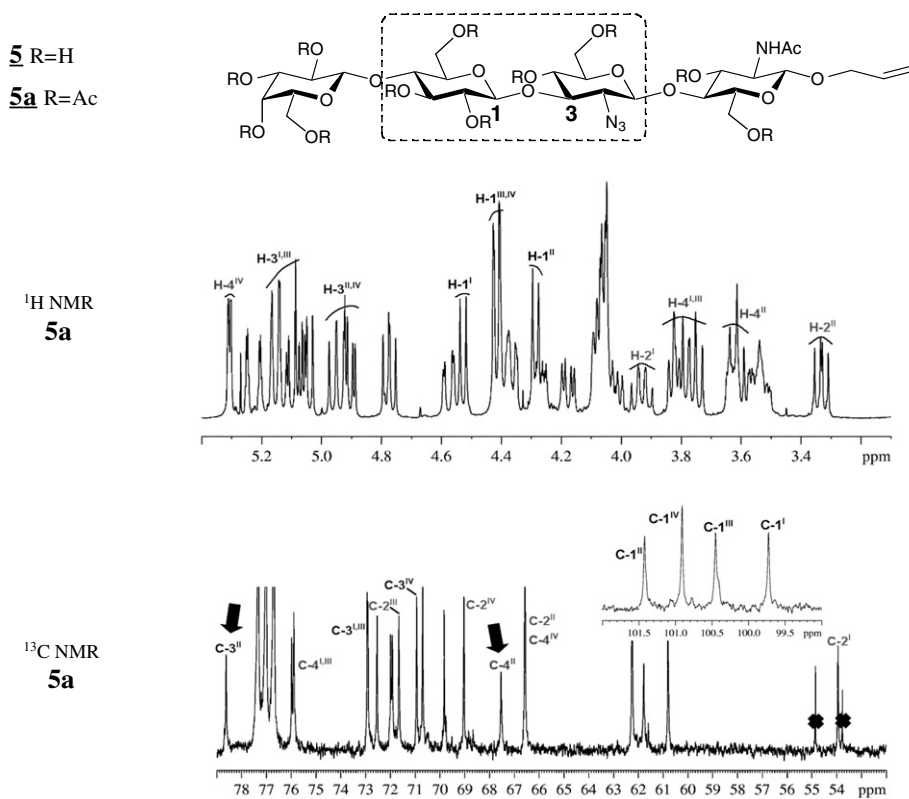 5 R=H
5a R=Ac
OR OR OR NHAc
RO O RO O RO O
O O O O
RO 1 3 N₃
RO OR OR OR OR
¹H NMR
5a
H-4ᴵⱽ H-3ᴵ,ᴵᴵᴵ H-3ᴵᴵ,ᴵⱽ H-1ᴵ H-1ᴵᴵᴵ,ᴵⱽ H-1ᴵᴵ H-2ᴵ H-4ᴵ,ᴵᴵᴵ H-4ᴵᴵ H-2ᴵᴵ
5.2 5.0 4.8 4.6 4.4 4.2 4.0 3.8 3.6 3.4 ppm
¹³C NMR
5a
C-1ᴵᴵ C-1ᴵⱽ C-1ᴵᴵᴵ C-1ᴵ
101.5 101.0 100.5 100.0 99.5 ppm
C-3ᴵᴵ C-4ᴵ,ᴵᴵᴵ C-3ᴵ,ᴵᴵᴵ C-2ᴵᴵᴵ C-3ᴵⱽ C-2ᴵⱽ C-4ᴵᴵ C-2ᴵᴵ C-4ᴵⱽ C-2ᴵ
78 77 76 75 74 73 72 71 70 69 68 67 66 65 64 63 62 61 60 59 58 57 56 55 54 ppm